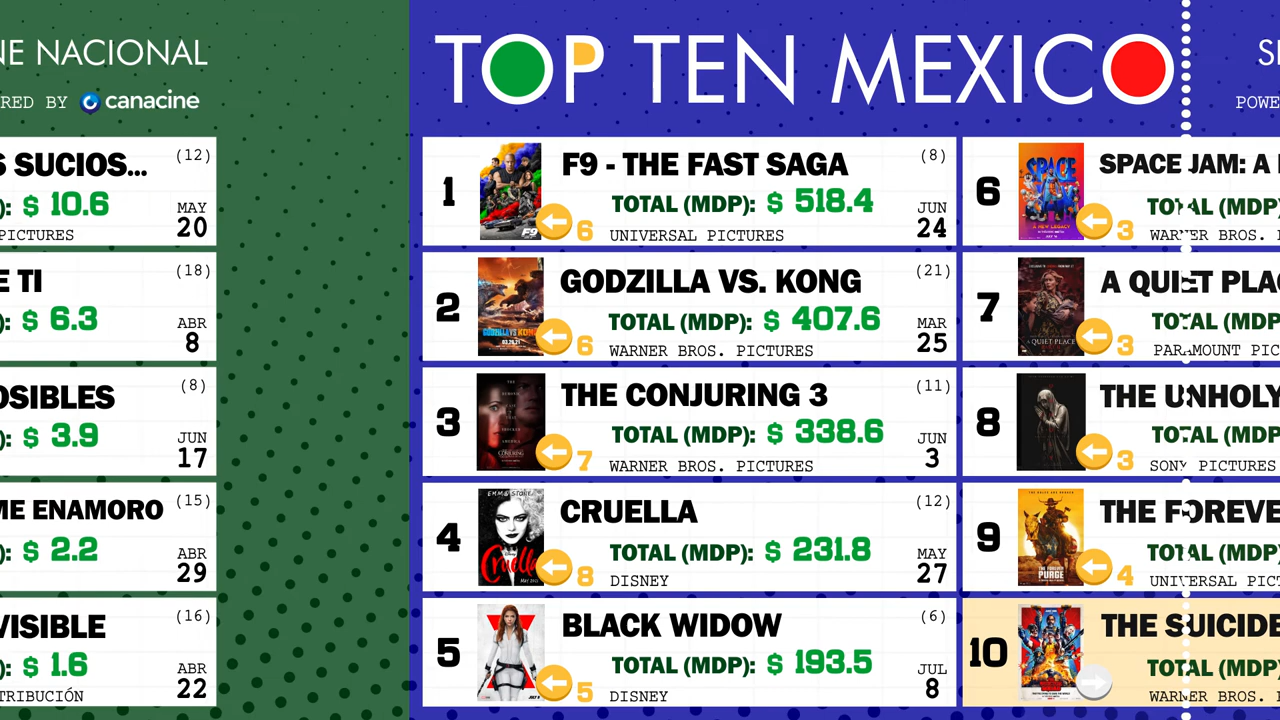 NE NACIONAL
RED BY canacine
S SUCIOS... (12)
): $ 10.6 MAY 20
PICTURES
E TI (18)
): $ 6.3 ABR 8
OSIBLES (8)
): $ 3.9 JUN 17
ME ENAMORO (15)
): $ 2.2 ABR 29
VISIBLE (16)
): $ 1.6 ABR 22
TRIBUCIÓN
TOP TEN MEXICO
1 F9 - THE FAST SAGA (8)
TOTAL (MDP): $ 518.4 JUN 24
6 UNIVERSAL PICTURES
2 GODZILLA VS. KONG (21)
TOTAL (MDP): $ 407.6 MAR 25
6 WARNER BROS. PICTURES
3 THE CONJURING 3 (11)
TOTAL (MDP): $ 338.6 JUN 3
7 WARNER BROS. PICTURES
4 CRUELLA (12)
TOTAL (MDP): $ 231.8 MAY 27
8 DISNEY
5 BLACK WIDOW (6)
TOTAL (MDP): $ 193.5 JUL 8
5 DISNEY
POWE
6 SPACE JAM: A
TOTAL (MDP
3 WARNER BROS.
7 A QUIET PLAC
TOTAL (MDP
3 PARAMOUNT PIC
8 THE UNHOLY
TOTAL (MDP
3 SONY PICTURES
9 THE FOREVE
TOTAL (MDP
4 UNIVERSAL PICT
10 THE SUICIDE
TOTAL (MDP
WARNER BROS.